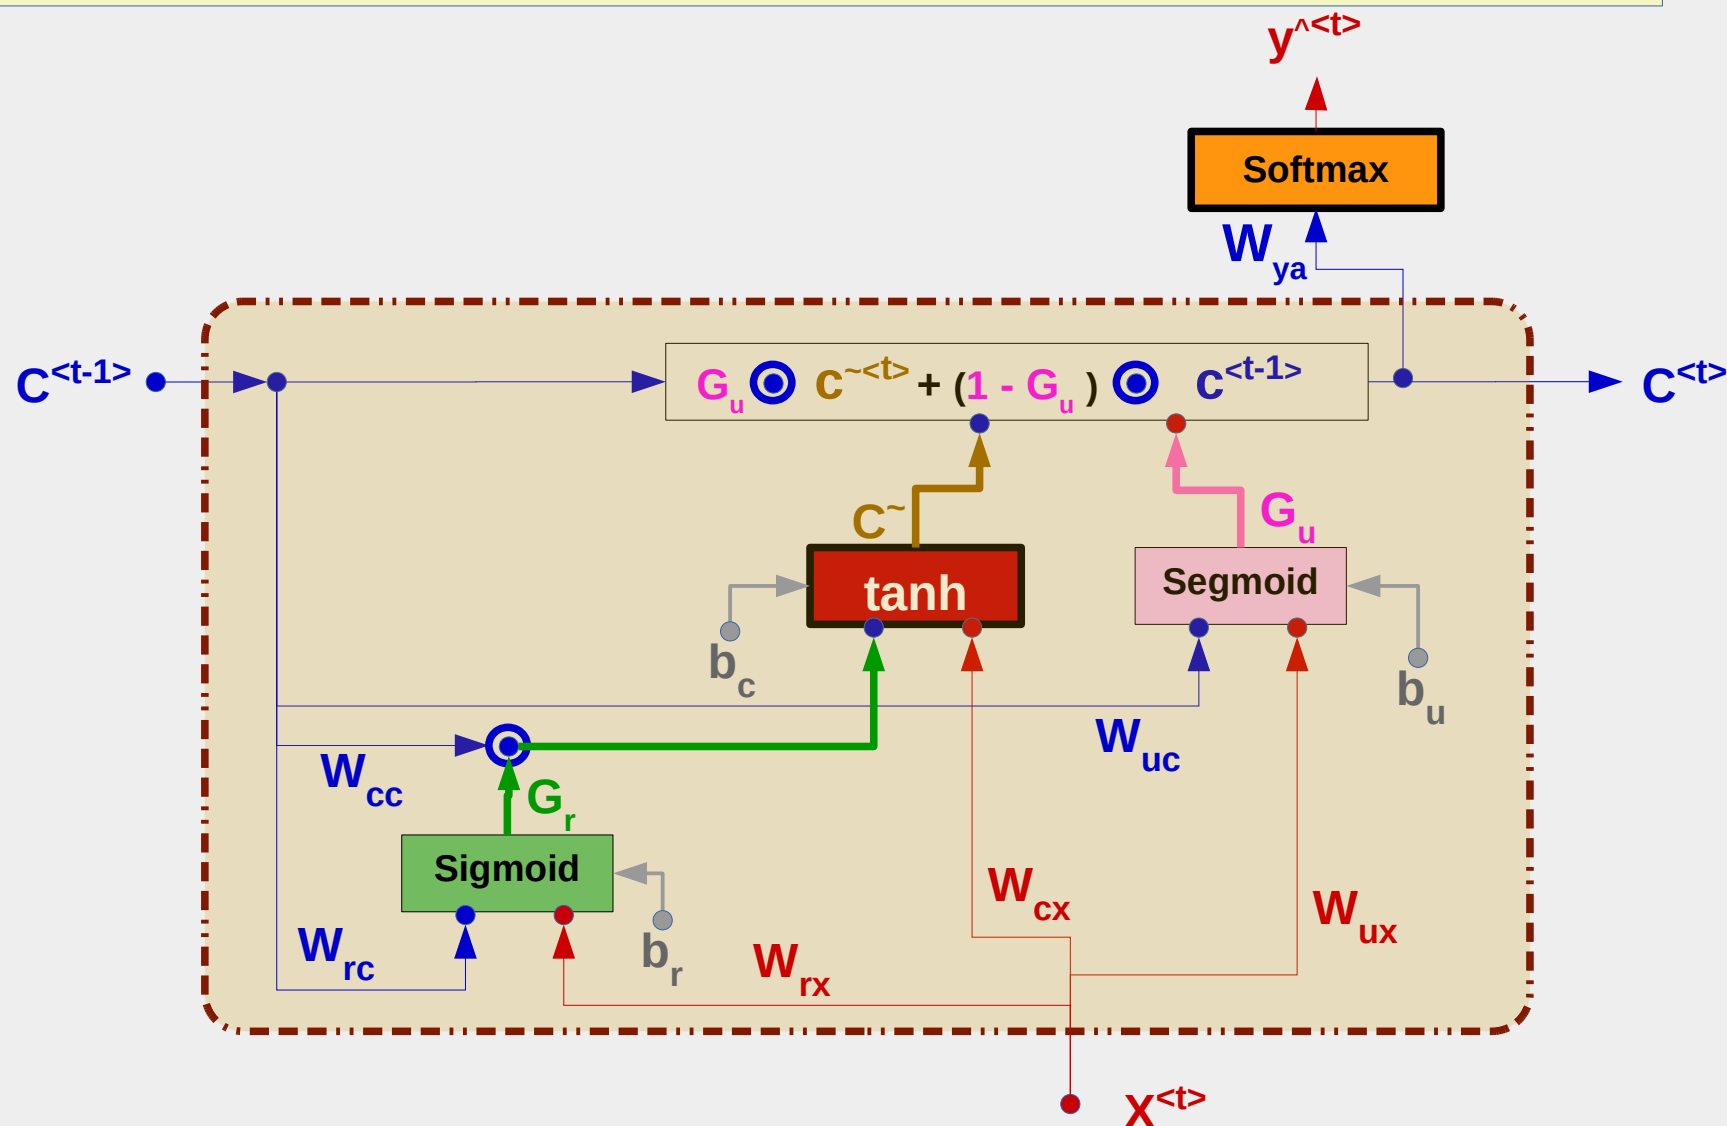 y^<t>
Softmax
Wya
C<t-1>
Gu ⊙ c~<t> + (1 - Gu ) ⊙ c<t-1>
C<t>
C~
Gu
tanh
Segmoid
bc
bu
Wuc
Wcc
Gr
Sigmoid
Wcx
Wux
Wrc
br
Wrx
X<t>